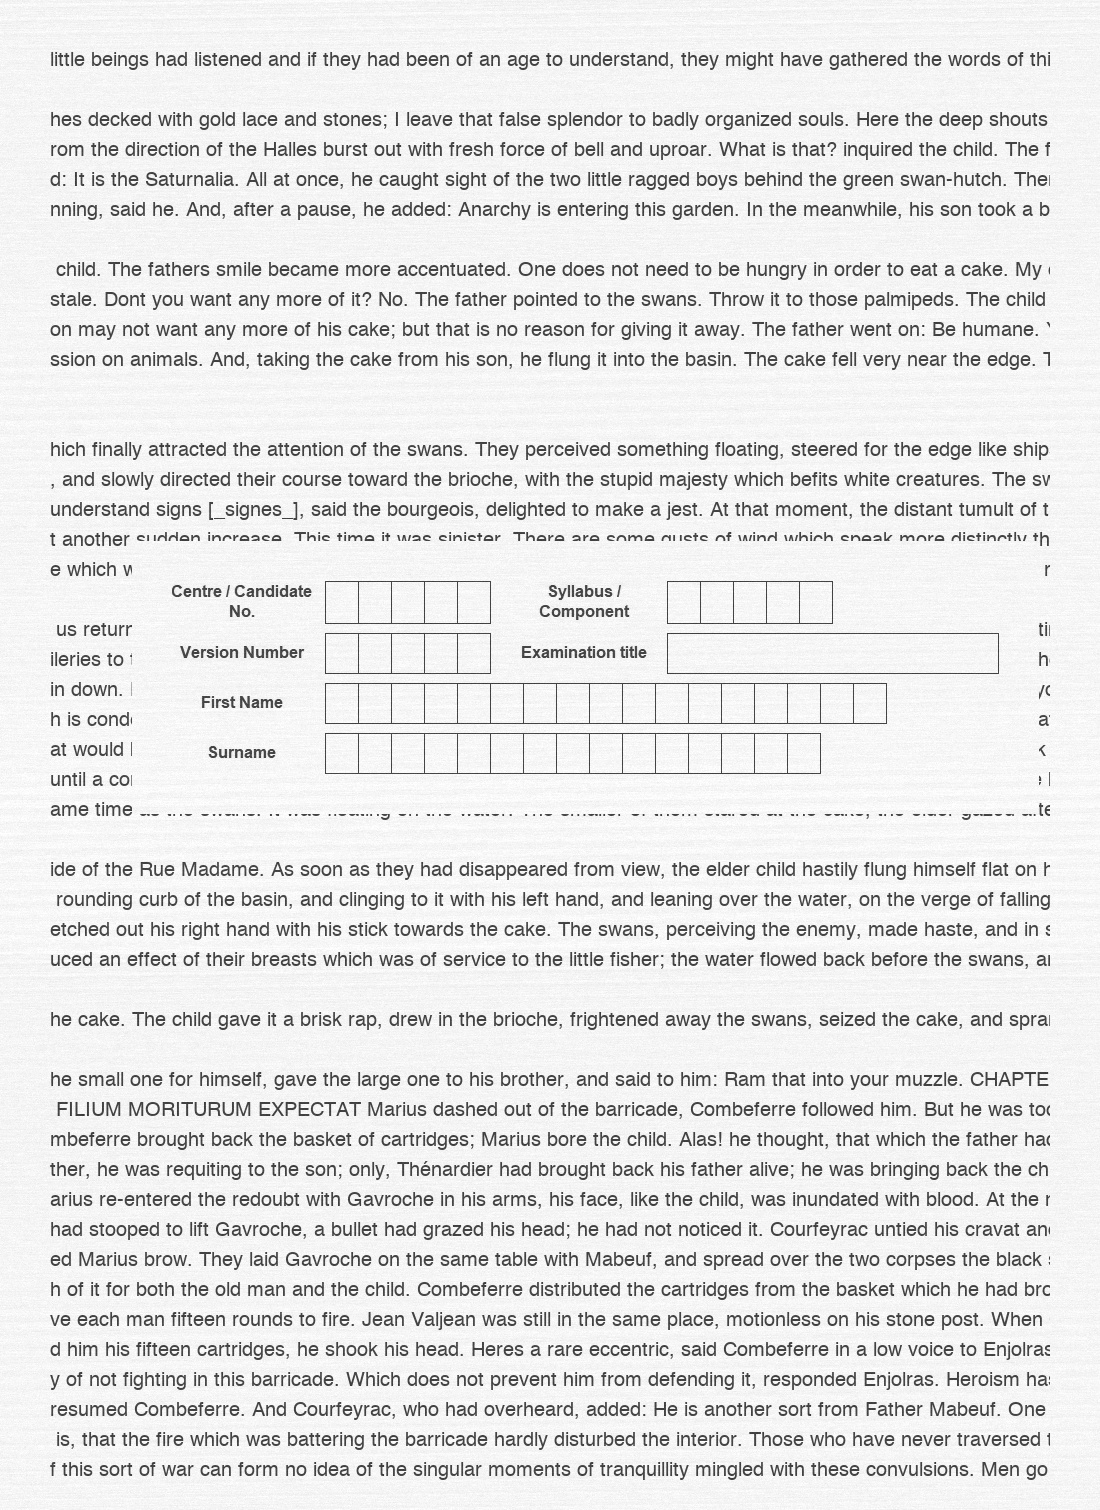 little beings had listened and if they had been of an age to understand, they might have gathered the words of thi
hes decked with gold lace and stones; I leave that false splendor to badly organized souls. Here the deep shouts
rom the direction of the Halles burst out with fresh force of bell and uproar. What is that? inquired the child. The f
d: It is the Saturnalia. All at once, he caught sight of the two little ragged boys behind the green swan-hutch. Ther
nning, said he. And, after a pause, he added: Anarchy is entering this garden. In the meanwhile, his son took a b
child. The fathers smile became more accentuated. One does not need to be hungry in order to eat a cake. My
stale. Dont you want any more of it? No. The father pointed to the swans. Throw it to those palmipeds. The child
on may not want any more of his cake; but that is no reason for giving it away. The father went on: Be humane.
ssion on animals. And, taking the cake from his son, he flung it into the basin. The cake fell very near the edge. T
hich finally attracted the attention of the swans. They perceived something floating, steered for the edge like ship
, and slowly directed their course toward the brioche, with the stupid majesty which befits white creatures. The sw
understand signs [_signes_], said the bourgeois, delighted to make a jest. At that moment, the distant tumult of t
t another sudden increase. This time it was sinister. There are some gusts of wind which speak more distinctly th
e which
Centre / Candidate No.
Syllabus / Component
us return
Version Number
Examination title
ileries to
in down.
First Name
h is cond
at would
Surname
until a co
ame time as the swans. It was floating on the water. The smaller of them stared at the cake, the elder gazed afte
ide of the Rue Madame. As soon as they had disappeared from view, the elder child hastily flung himself flat on h
rounding curb of the basin, and clinging to it with his left hand, and leaning over the water, on the verge of falling
etched out his right hand with his stick towards the cake. The swans, perceiving the enemy, made haste, and in s
uced an effect of their breasts which was of service to the little fisher; the water flowed back before the swans, a
he cake. The child gave it a brisk rap, drew in the brioche, frightened away the swans, seized the cake, and spra
he small one for himself, gave the large one to his brother, and said to him: Ram that into your muzzle. CHAPTE
FILIUM MORITURUM EXPECTAT Marius dashed out of the barricade, Combeferre followed him. But he was too
mbeferre brought back the basket of cartridges; Marius bore the child. Alas! he thought, that which the father had
ther, he was requiting to the son; only, Thénardier had brought back his father alive; he was bringing back the ch
arius re-entered the redoubt with Gavroche in his arms, his face, like the child, was inundated with blood. At the
had stooped to lift Gavroche, a bullet had grazed his head; he had not noticed it. Courfeyrac untied his cravat and
ed Marius brow. They laid Gavroche on the same table with Mabeuf, and spread over the two corpses the black
h of it for both the old man and the child. Combeferre distributed the cartridges from the basket which he had bro
ve each man fifteen rounds to fire. Jean Valjean was still in the same place, motionless on his stone post. When
d him his fifteen cartridges, he shook his head. Heres a rare eccentric, said Combeferre in a low voice to Enjolras
y of not fighting in this barricade. Which does not prevent him from defending it, responded Enjolras. Heroism has
resumed Combeferre. And Courfeyrac, who had overheard, added: He is another sort from Father Mabeuf. One
is, that the fire which was battering the barricade hardly disturbed the interior. Those who have never traversed t
f this sort of war can form no idea of the singular moments of tranquillity mingled with these convulsions. Men go